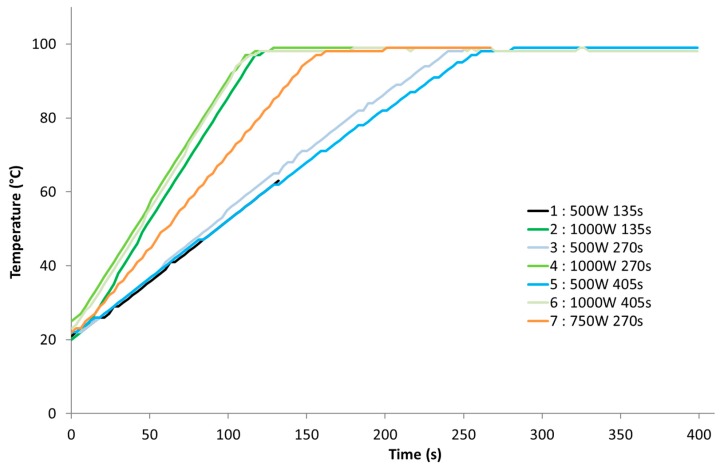 120
100
80
60
40
20
0
Temperature (°C)
1 : 500W 135s
2 : 1000W 135s
3 : 500W 270s
4 : 1000W 270s
5 : 500W 405s
6 : 1000W 405s
7 : 750W 270s
0 50 100 150 200 250 300 350 400
Time (s)